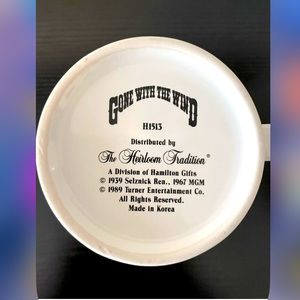 GONE WITH THE WIND
H1513
Distributed by
The Heirloom Tradition®
A Division of Hamilton Gifts
© 1939 Selznick Ren., 1967 MGM
© 1989 Turner Entertainment Co.
All Rights Reserved.
Made in Korea